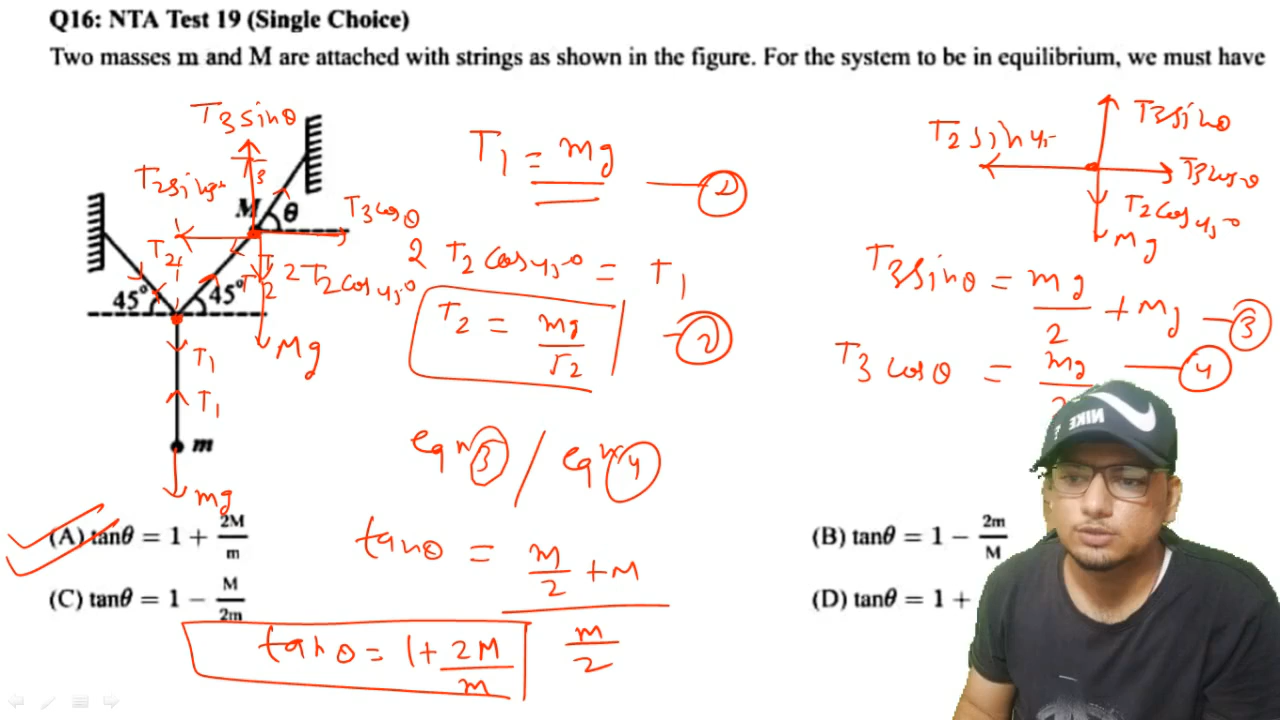 Q16: NTA Test 19 (Single Choice)
Two masses m and M are attached with strings as shown in the figure. For the system to be in equilibrium, we must have
T3 sinθ
T2 sin45°
M
θ
T3 cosθ
T2
T2
T2 cos45°
45°
45°
Mg
T1
T1
m
mg
T1 = mg — 2
2 T2 cos45° = T1
T2 = mg/√2 — 2
eqn 3 / eqn 4
tanθ = (m/2 + M) / (m/2)
tanθ = 1 + 2M/m
T3 sinθ
T2 sin45°
T3 cosθ
T2 cos45°
Mg
T3 sinθ = mg/2 + Mg — 3
T3 cosθ = mg — 4
(A) tanθ = 1 + 2M/m
(B) tanθ = 1 − 2m/M
(C) tanθ = 1 − M/2m
(D) tanθ = 1 +
NIKE